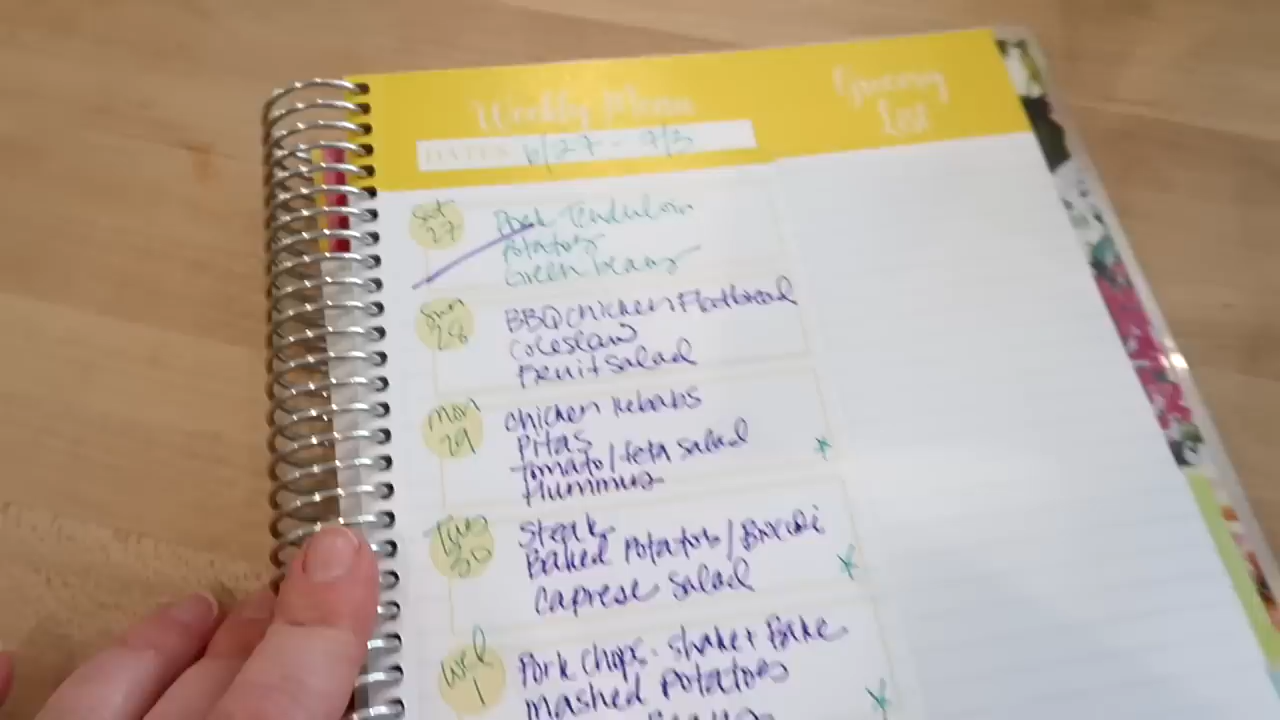 Weekly Menu
DATES 6/27 - 7/3
Sat 27
Pork Tenderloin
Potatoes
Green Beans
Sun 28
BBQ Chicken Flatbread
Coleslaw
Fruit Salad
Mon 29
Chicken Kebabs
Pitas
Tomato/feta salad
Hummus
Tues 30
Steak
Baked Potatoes/Broccoli
Caprese Salad
Wed 1
Pork Chops - Shake + Bake
mashed potatoes
Grocery List